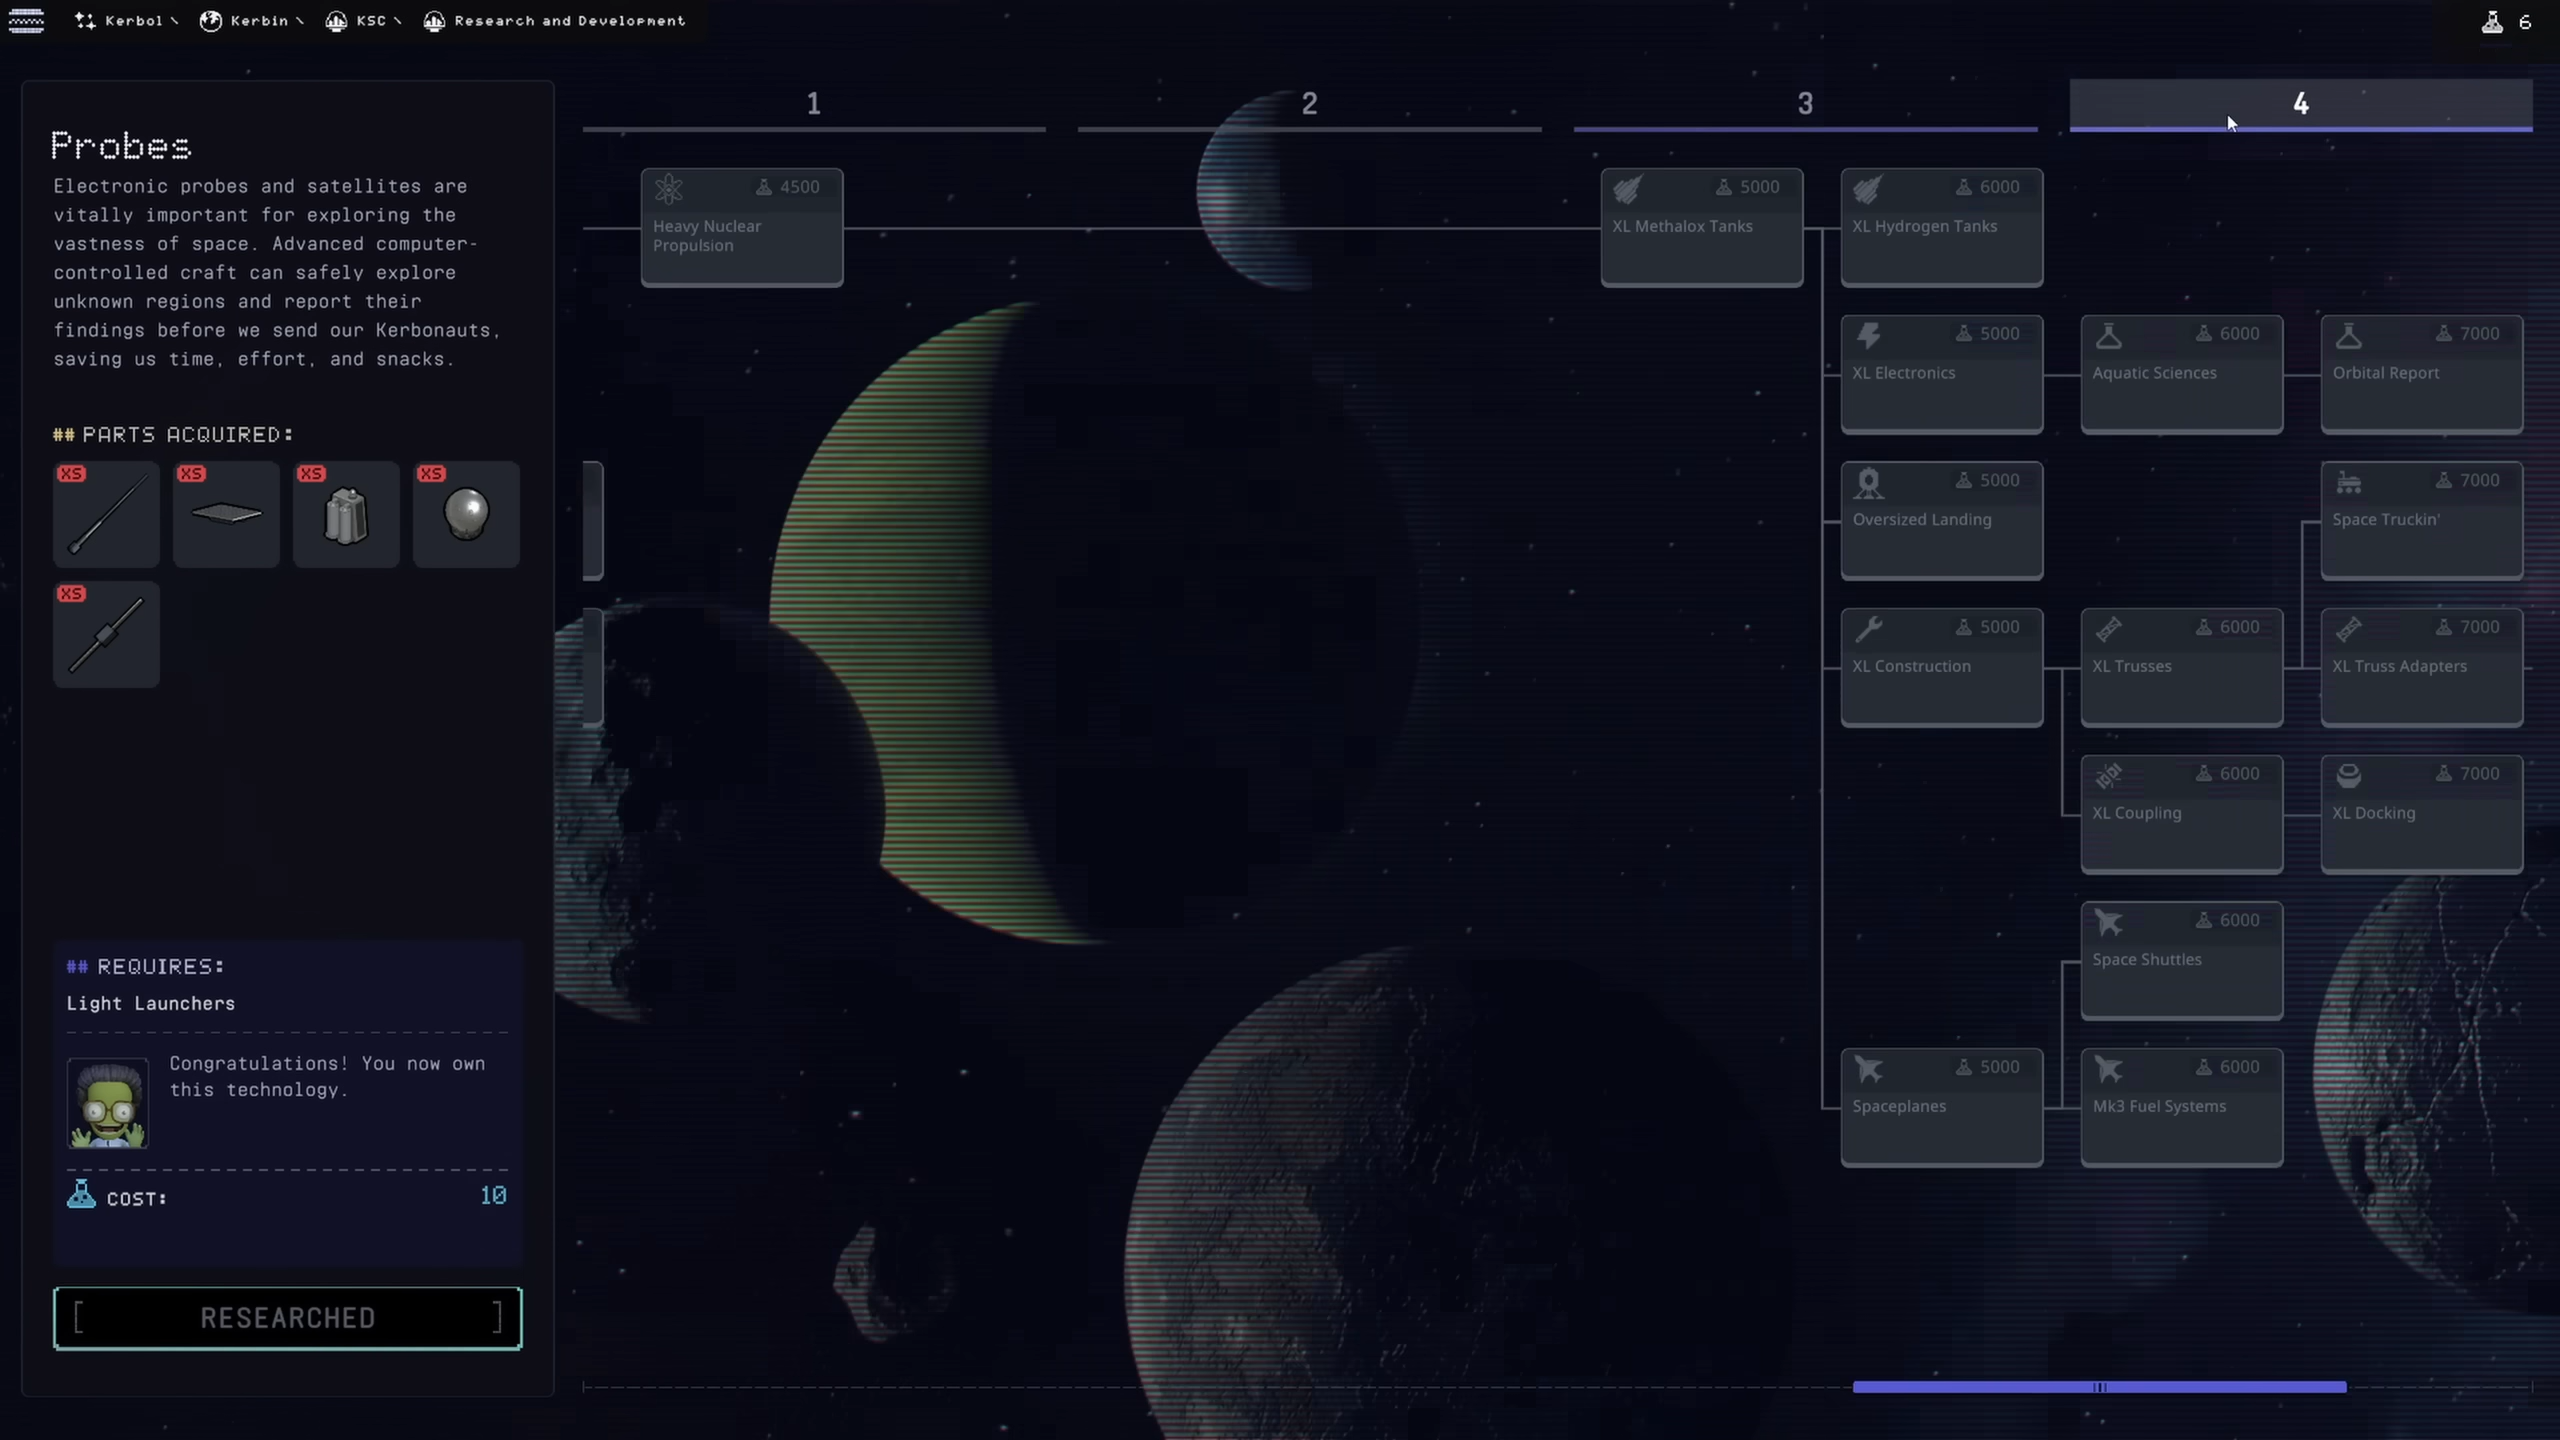 Kerbol \ Kerbin \ KSC \ Research and Development
6
Probes
Electronic probes and satellites are
vitally important for exploring the
vastness of space. Advanced computer-
controlled craft can safely explore
unknown regions and report their
findings before we send our Kerbonauts,
saving us time, effort, and snacks.
## PARTS ACQUIRED:
XS XS XS XS
XS
## REQUIRES:
Light Launchers
Congratulations! You now own
this technology.
COST: 10
[ RESEARCHED ]
1 2 3 4
4500
Heavy Nuclear
Propulsion
5000
XL Methalox Tanks
6000
XL Hydrogen Tanks
5000
XL Electronics
6000
Aquatic Sciences
7000
Orbital Report
5000
Oversized Landing
7000
Space Truckin'
5000
XL Construction
6000
XL Trusses
7000
XL Truss Adapters
6000
XL Coupling
7000
XL Docking
6000
Space Shuttles
5000
Spaceplanes
6000
Mk3 Fuel Systems